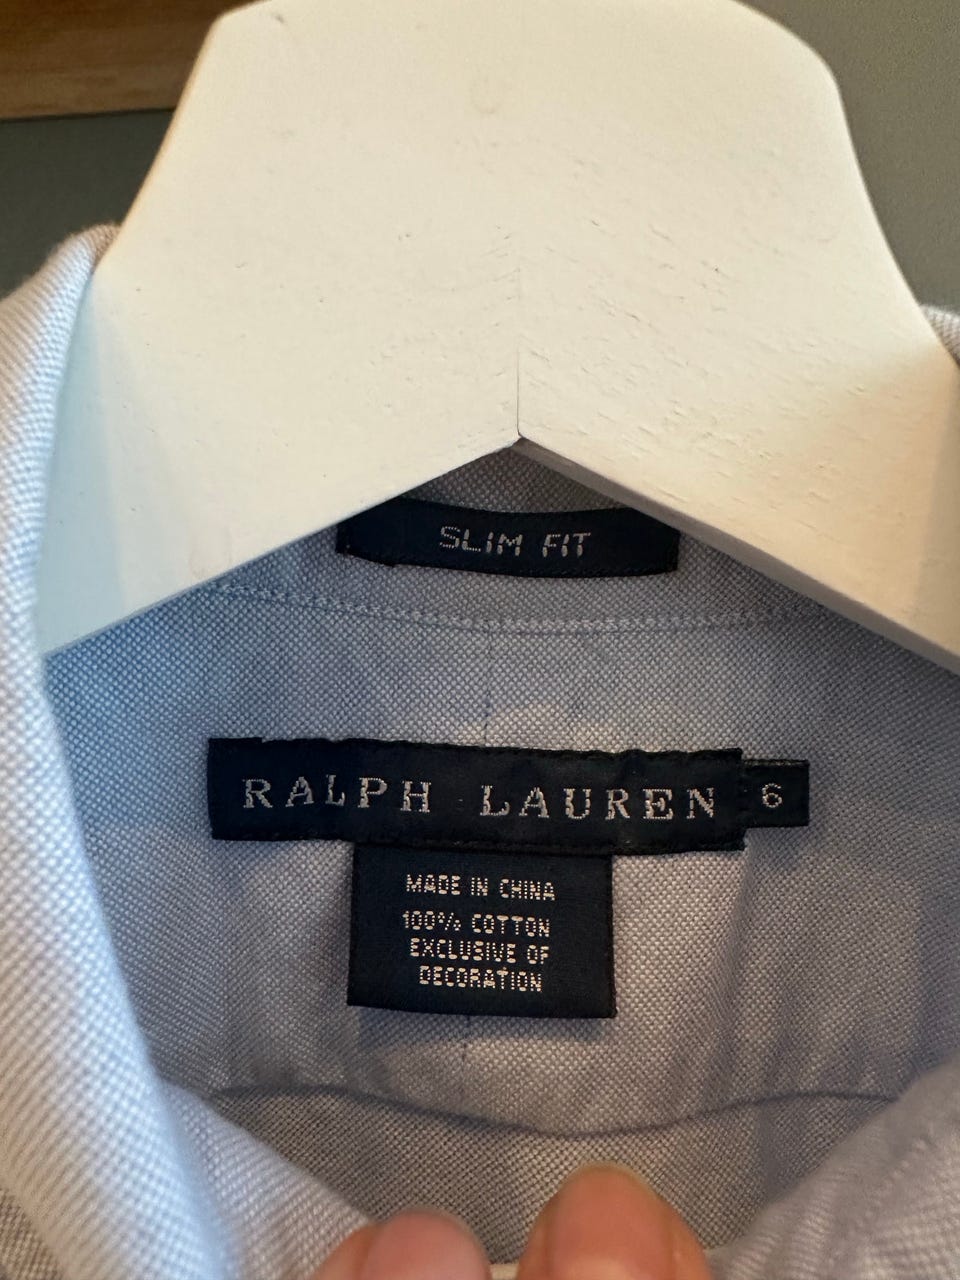 SLIM FIT
RALPH LAUREN 6
MADE IN CHINA
100% COTTON
EXCLUSIVE OF
DECORATION